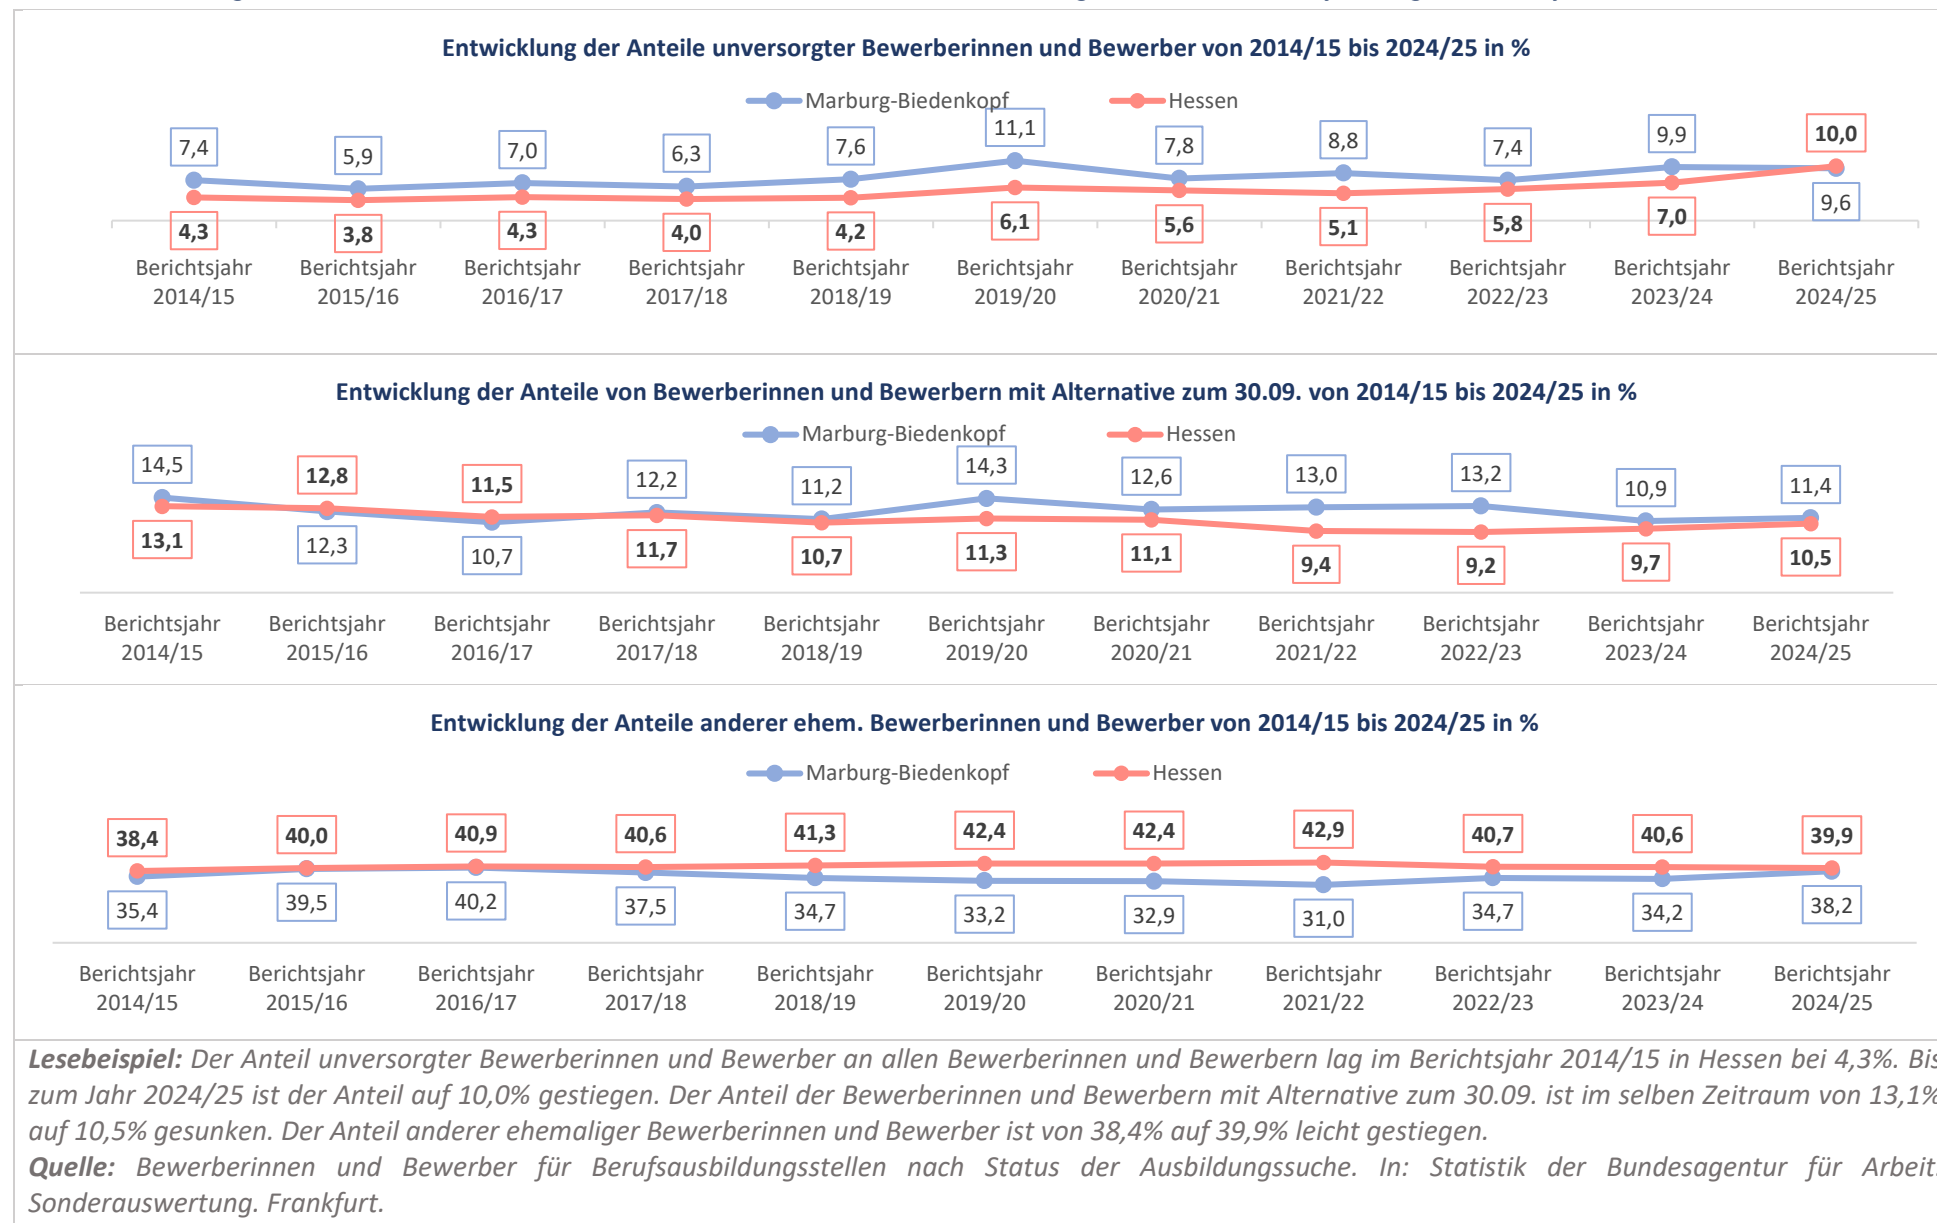 Entwicklung der Anteile unversorgter Bewerberinnen und Bewerber von 2014/15 bis 2024/25 in %
Marburg-Biedenkopf Hessen
7,4 5,9 7,0 6,3 7,6 11,1 7,8 8,8 7,4 9,9 10,0
4,3 3,8 4,3 4,0 4,2 6,1 5,6 5,1 5,8 7,0 9,6
Berichtsjahr Berichtsjahr Berichtsjahr Berichtsjahr Berichtsjahr Berichtsjahr Berichtsjahr Berichtsjahr Berichtsjahr Berichtsjahr Berichtsjahr
2014/15 2015/16 2016/17 2017/18 2018/19 2019/20 2020/21 2021/22 2022/23 2023/24 2024/25
Entwicklung der Anteile von Bewerberinnen und Bewerbern mit Alternative zum 30.09. von 2014/15 bis 2024/25 in %
Marburg-Biedenkopf Hessen
14,5 12,8 11,5 12,2 11,2 14,3 12,6 13,0 13,2 10,9 11,4
13,1 12,3 10,7 11,7 10,7 11,3 11,1 9,4 9,2 9,7 10,5
Berichtsjahr Berichtsjahr Berichtsjahr Berichtsjahr Berichtsjahr Berichtsjahr Berichtsjahr Berichtsjahr Berichtsjahr Berichtsjahr Berichtsjahr
2014/15 2015/16 2016/17 2017/18 2018/19 2019/20 2020/21 2021/22 2022/23 2023/24 2024/25
Entwicklung der Anteile anderer ehem. Bewerberinnen und Bewerber von 2014/15 bis 2024/25 in %
Marburg-Biedenkopf Hessen
38,4 40,0 40,9 40,6 41,3 42,4 42,4 42,9 40,7 40,6 39,9
35,4 39,5 40,2 37,5 34,7 33,2 32,9 31,0 34,7 34,2 38,2
Berichtsjahr Berichtsjahr Berichtsjahr Berichtsjahr Berichtsjahr Berichtsjahr Berichtsjahr Berichtsjahr Berichtsjahr Berichtsjahr Berichtsjahr
2014/15 2015/16 2016/17 2017/18 2018/19 2019/20 2020/21 2021/22 2022/23 2023/24 2024/25
Lesebeispiel: Der Anteil unversorgter Bewerberinnen und Bewerber an allen Bewerberinnen und Bewerbern lag im Berichtsjahr 2014/15 in Hessen bei 4,3%. Bis
zum Jahr 2024/25 ist der Anteil auf 10,0% gestiegen. Der Anteil der Bewerberinnen und Bewerbern mit Alternative zum 30.09. ist im selben Zeitraum von 13,1%
auf 10,5% gesunken. Der Anteil anderer ehemaliger Bewerberinnen und Bewerber ist von 38,4% auf 39,9% leicht gestiegen.
Quelle: Bewerberinnen und Bewerber für Berufsausbildungsstellen nach Status der Ausbildungssuche. In: Statistik der Bundesagentur für Arbeit.
Sonderauswertung. Frankfurt.